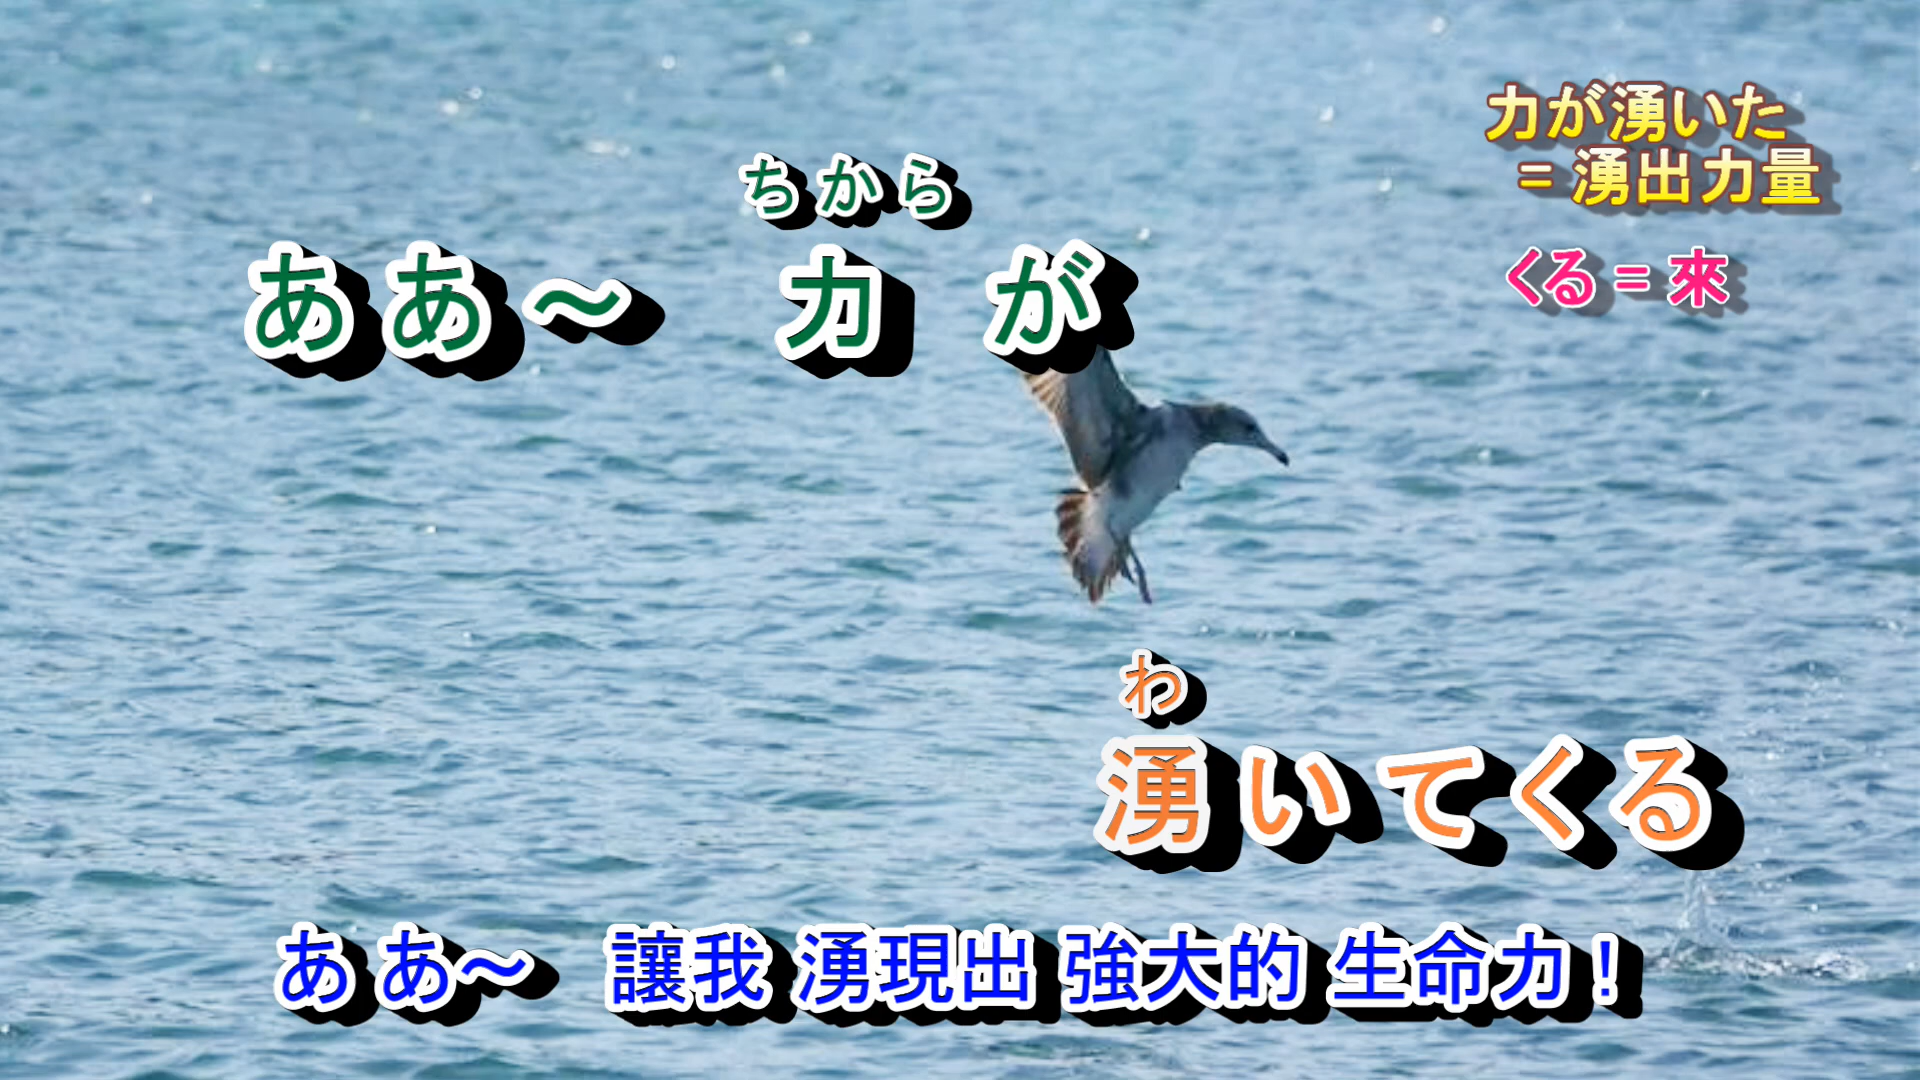 力が湧いた
=湧出力量
くる=來
ちから
ああ〜 力が
わ
湧いてくる
ああ〜 讓我 湧現出 強大的 生命力!